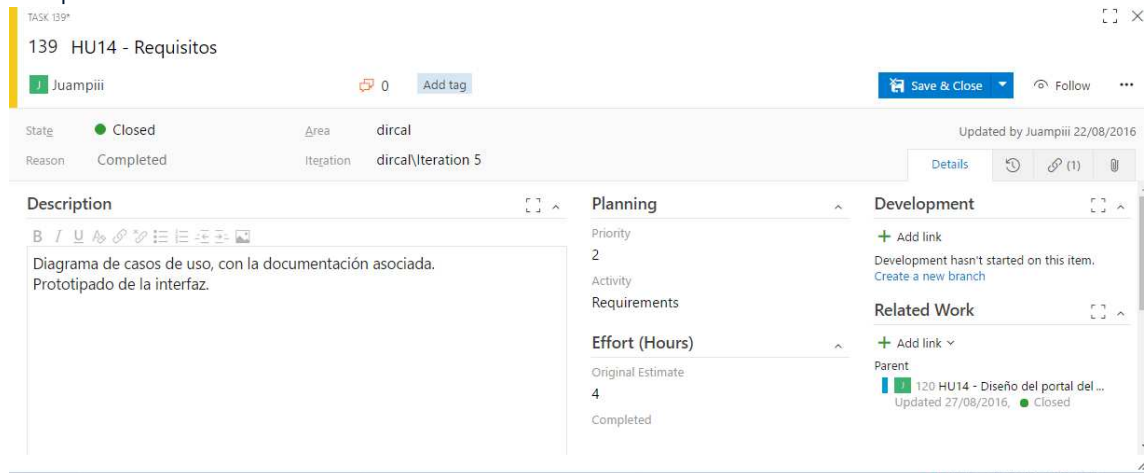 TASK 139*
139 HU14 - Requisitos
J Juampiii 0 Add tag Save & Close Follow
State Closed Area dircal Updated by Juampiii 22/08/2016
Reason Completed Iteration dircal\Iteration 5 Details (1)
Description
B I U
Diagrama de casos de uso, con la documentación asociada.
Prototipado de la interfaz.
Planning
Priority
2
Activity
Requirements
Effort (Hours)
Original Estimate
4
Completed
Development
+ Add link
Development hasn't started on this item.
Create a new branch
Related Work
+ Add link
Parent
J 120 HU14 - Diseño del portal del ...
Updated 27/08/2016, Closed